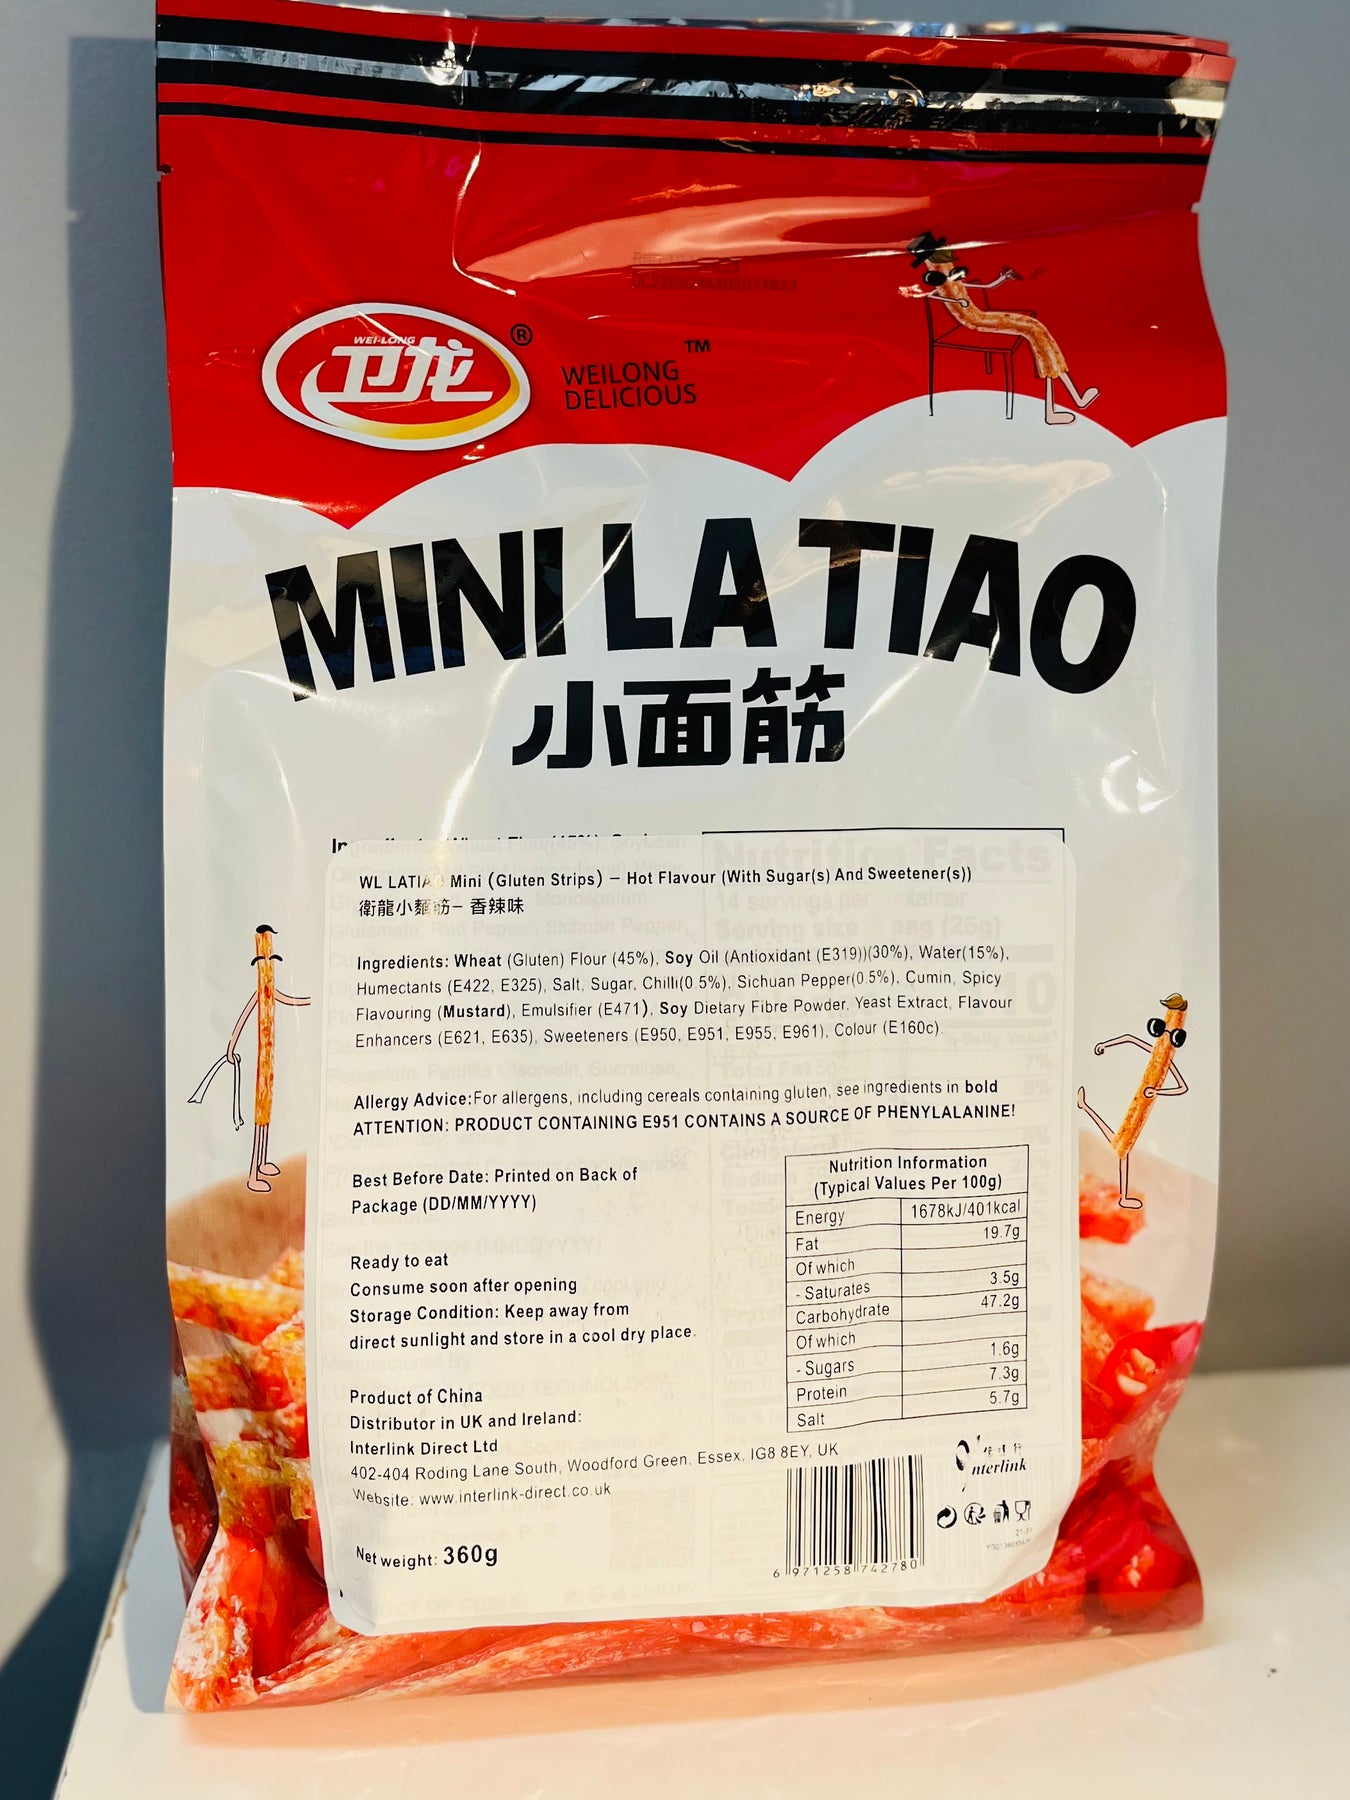 WEI-LONG
卫龙®
WEILONG
DELICIOUS™
MINI LA TIAO
小面筋
WL LATIAO Mini (Gluten Strips) – Hot Flavour (With Sugar(s) And Sweetener(s))
衛龍小麵筋– 香辣味
Ingredients: Wheat (Gluten) Flour (45%), Soy Oil (Antioxidant (E319))(30%), Water(15%),
Humectants (E422, E325), Salt, Sugar, Chilli(0.5%), Sichuan Pepper(0.5%), Cumin, Spicy
Flavouring (Mustard), Emulsifier (E471), Soy Dietary Fibre Powder, Yeast Extract, Flavour
Enhancers (E621, E635), Sweeteners (E950, E951, E955, E961), Colour (E160c).
Allergy Advice:For allergens, including cereals containing gluten, see ingredients in bold
ATTENTION: PRODUCT CONTAINING E951 CONTAINS A SOURCE OF PHENYLALANINE!
Best Before Date: Printed on Back of
Package (DD/MM/YYYY)
Ready to eat
Consume soon after opening
Storage Condition: Keep away from
direct sunlight and store in a cool dry place.
Product of China
Distributor in UK and Ireland:
Interlink Direct Ltd
402-404 Roding Lane South, Woodford Green, Essex, IG8 8EY, UK
Website: www.interlink-direct.co.uk
Net weight: 360g
Nutrition Information
(Typical Values Per 100g)
Energy 1678kJ/401kcal
Fat 19.7g
Of which
- Saturates 3.5g
Carbohydrate 47.2g
Of which
- Sugars 1.6g
Protein 7.3g
Salt 5.7g
6 971258 742780
nterlink